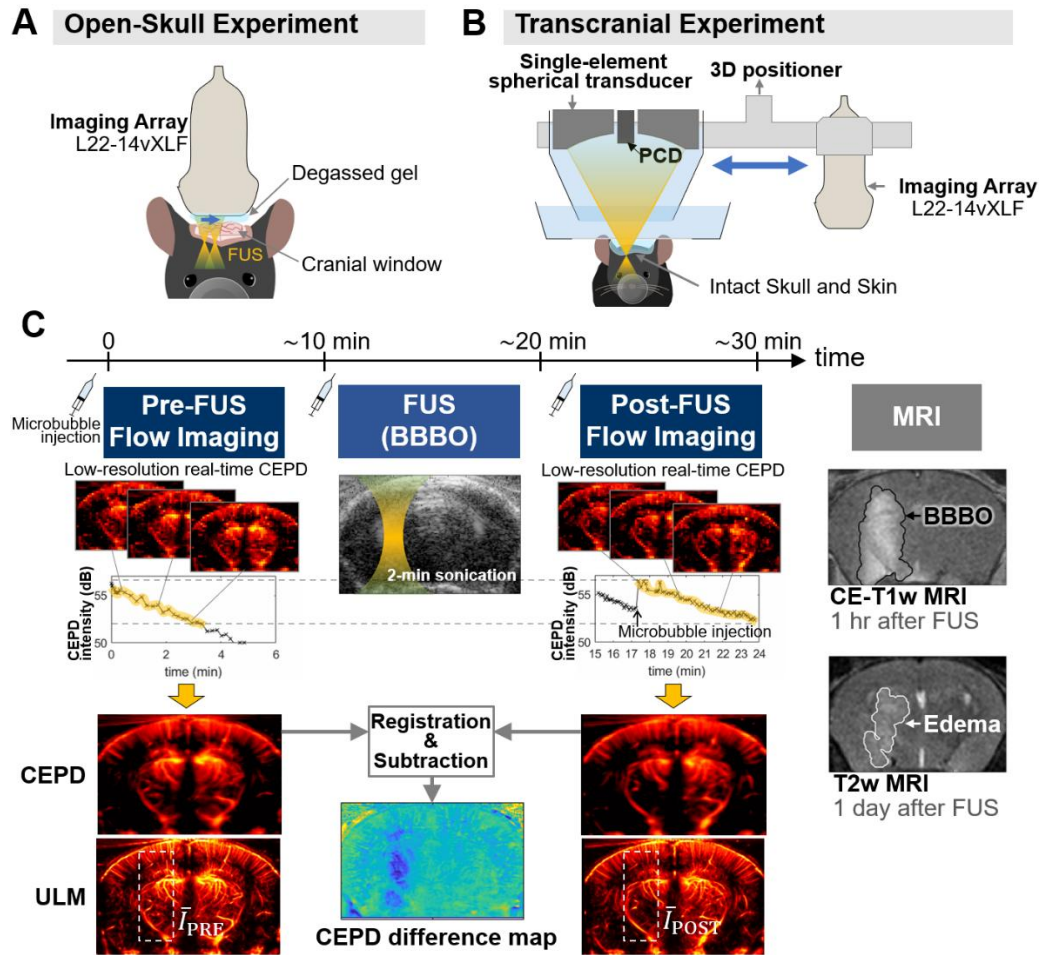 A
Open-Skull Experiment
Imaging Array
L22-14vXLF
Degassed gel
FUS
Cranial window
B
Transcranial Experiment
Single-element
spherical transducer
3D positioner
PCD
Imaging Array
L22-14vXLF
Intact Skull and Skin
C
0
~10 min
~20 min
~30 min
time
Microbubble
injection
Pre-FUS
Flow Imaging
FUS
(BBBO)
Post-FUS
Flow Imaging
MRI
Low-resolution real-time CEPD
2-min sonication
Low-resolution real-time CEPD
BBBO
CE-T1w MRI
1 hr after FUS
CEPD
intensity (dB)
55
50
0 2 4 6
time (min)
CEPD
intensity (dB)
55
50
Microbubble injection
15 16 17 18 19 20 21 22 23 24
time (min)
Edema
T2w MRI
1 day after FUS
CEPD
Registration
&
Subtraction
ULM
ĪPRE
ĪPOST
CEPD difference map